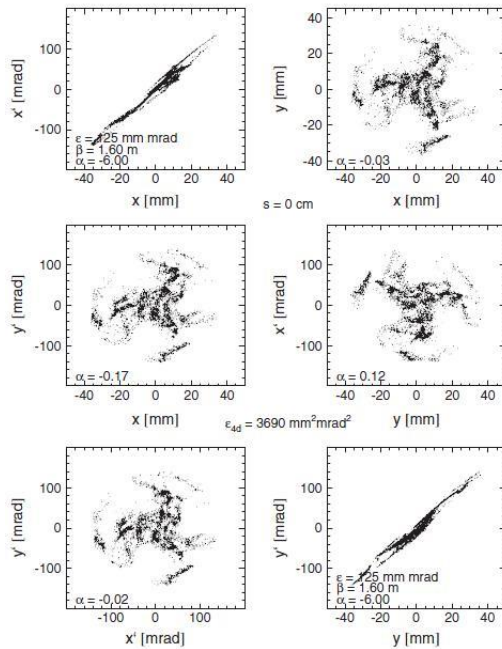 100
0
-100
x' [mrad]
ε = 125 mm mrad
β = 1.60 m
α = -6.00
-40 -20 0 20 40
x [mm]
40
20
0
-20
-40
y [mm]
α = -0.03
-40 -20 0 20 40
x [mm]
s = 0 cm
100
0
-100
y' [mrad]
α = -0.17
-40 -20 0 20 40
x [mm]
100
0
-100
x' [mrad]
α = 0.12
-40 -20 0 20 40
y [mm]
ε4d = 3690 mm²mrad²
100
0
-100
y' [mrad]
α = -0.02
-100 0 100
x' [mrad]
100
0
-100
y' [mrad]
ε = 125 mm mrad
β = 1.60 m
α = -6.00
-40 -20 0 20 40
y [mm]